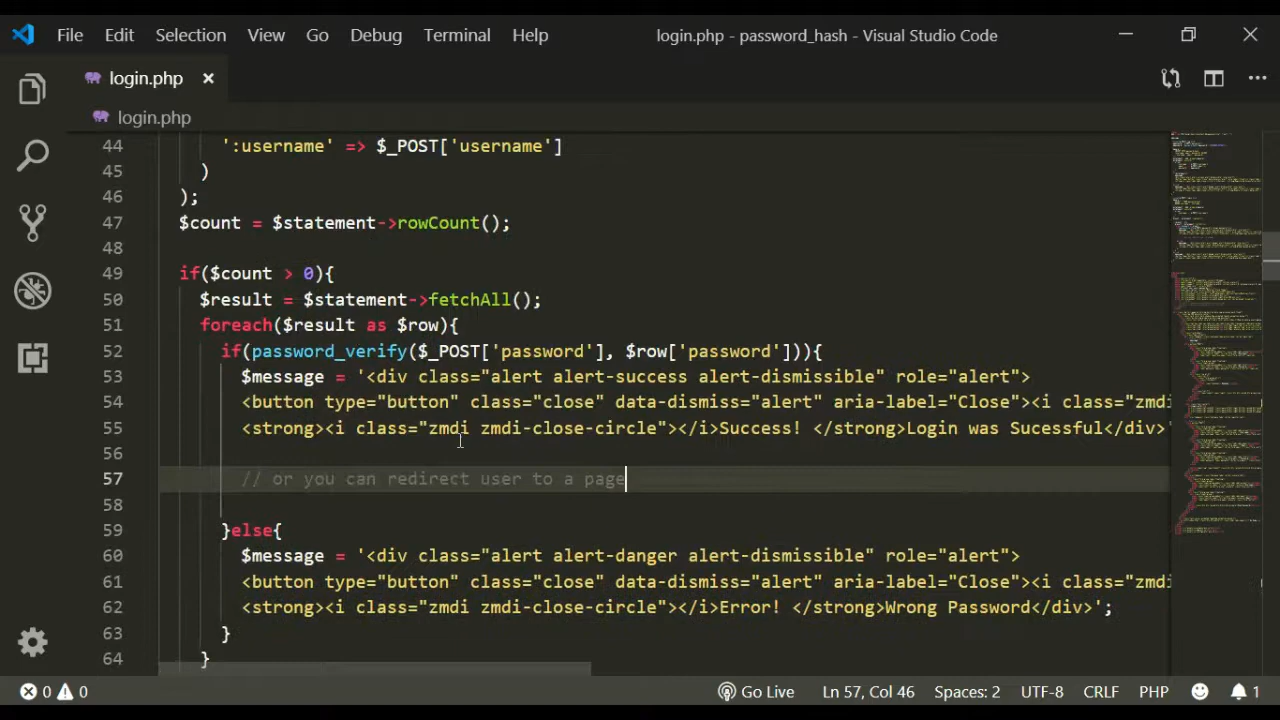 File Edit Selection View Go Debug Terminal Help login.php - password_hash - Visual Studio Code
login.php
login.php
44 ':username' => $_POST['username']
45 )
46 );
47 $count = $statement->rowCount();
48
49 if($count > 0){
50 $result = $statement->fetchAll();
51 foreach($result as $row){
52 if(password_verify($_POST['password'], $row['password'])){
53 $message = '<div class="alert alert-success alert-dismissible" role="alert">
54 <button type="button" class="close" data-dismiss="alert" aria-label="Close"><i class="zmdi
55 <strong><i class="zmdi zmdi-close-circle"></i>Success! </strong>Login was Sucessful</div>'
56
57 // or you can redirect user to a page
58
59 }else{
60 $message = '<div class="alert alert-danger alert-dismissible" role="alert">
61 <button type="button" class="close" data-dismiss="alert" aria-label="Close"><i class="zmdi
62 <strong><i class="zmdi zmdi-close-circle"></i>Error! </strong>Wrong Password</div>';
63 }
64 }
0 0 Go Live Ln 57, Col 46 Spaces: 2 UTF-8 CRLF PHP 1